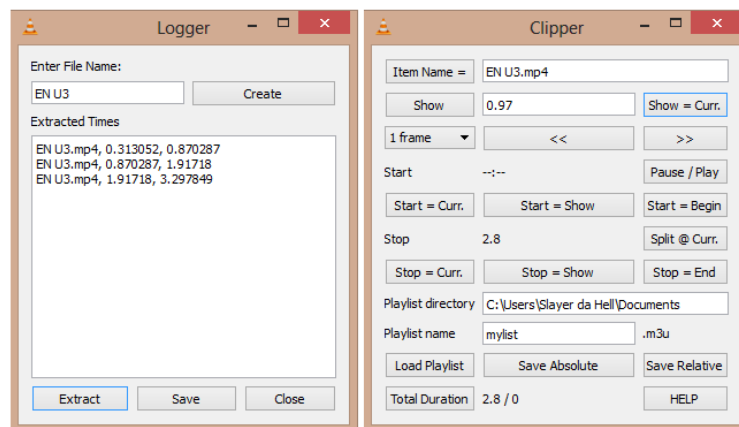 Logger
Enter File Name:
EN U3 Create
Extracted Times
EN U3.mp4, 0.313052, 0.870287
EN U3.mp4, 0.870287, 1.91718
EN U3.mp4, 1.91718, 3.297849
Extract Save Close
Clipper
Item Name = EN U3.mp4
Show 0.97 Show = Curr.
1 frame << >>
Start --:-- Pause / Play
Start = Curr. Start = Show Start = Begin
Stop 2.8 Split @ Curr.
Stop = Curr. Stop = Show Stop = End
Playlist directory C:\Users\Slayer da Hell\Documents
Playlist name mylist .m3u
Load Playlist Save Absolute Save Relative
Total Duration 2.8 / 0 HELP